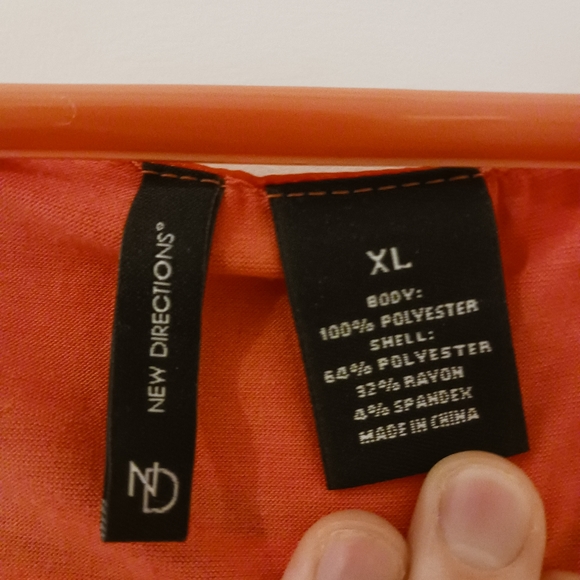 NEW DIRECTIONS®
ND
XL
BODY:
100% POLYESTER
SHELL:
64% POLYESTER
32% RAYON
4% SPANDEX
MADE IN CHINA